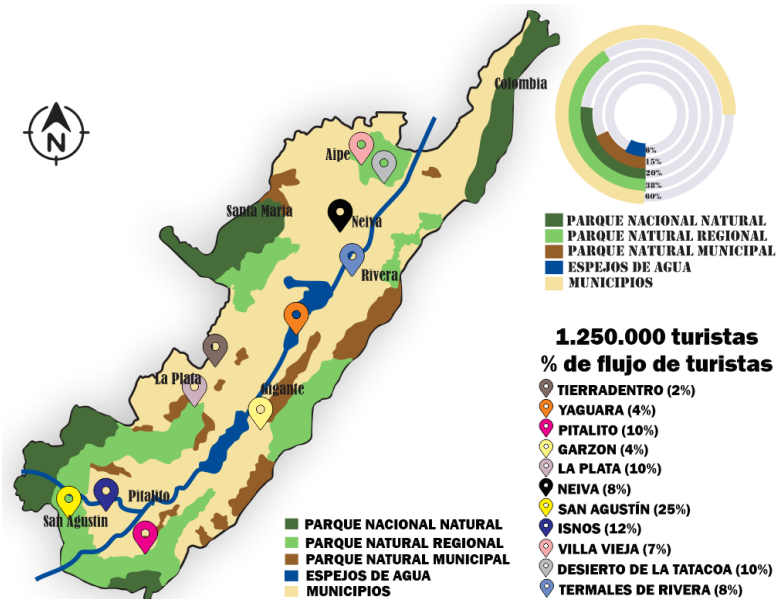 Colombia
Aipe
Santa Maria
Neiva
Rivera
La Plata
Gigante
Pitalito
San Agustin
PARQUE NACIONAL NATURAL
PARQUE NATURAL REGIONAL
PARQUE NATURAL MUNICIPAL
ESPEJOS DE AGUA
MUNICIPIOS
6%
15%
20%
38%
60%
PARQUE NACIONAL NATURAL
PARQUE NATURAL REGIONAL
PARQUE NATURAL MUNICIPAL
ESPEJOS DE AGUA
MUNICIPIOS
1.250.000 turistas
% de flujo de turistas
TIERRADENTRO (2%)
YAGUARA (4%)
PITALITO (10%)
GARZON (4%)
LA PLATA (10%)
NEIVA (8%)
SAN AGUSTÍN (25%)
ISNOS (12%)
VILLA VIEJA (7%)
DESIERTO DE LA TATACOA (10%)
TERMALES DE RIVERA (8%)